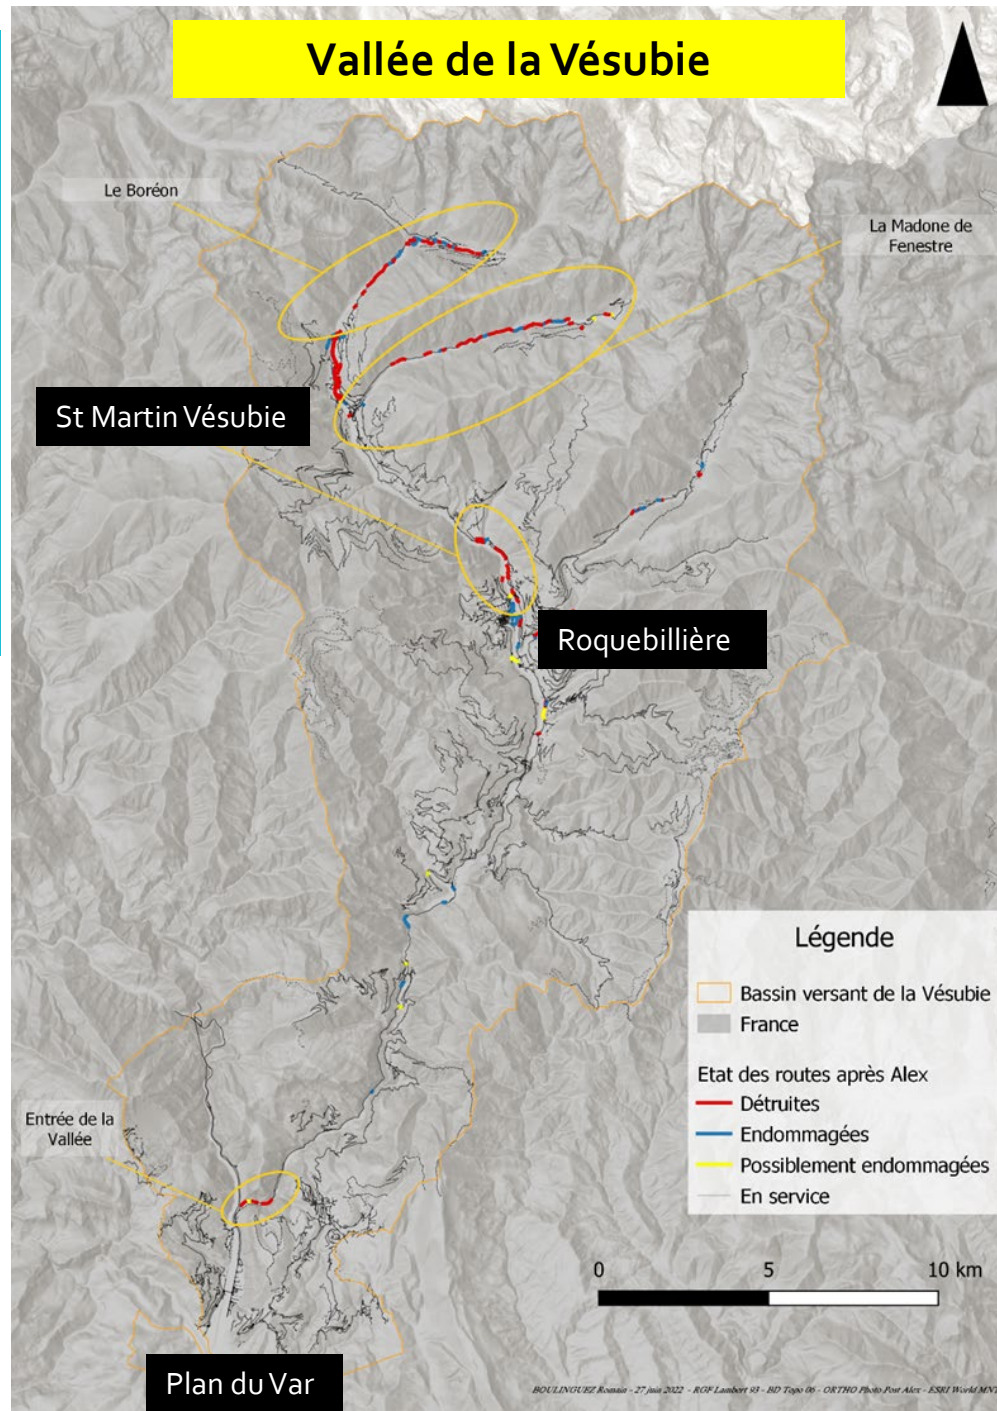 Vallée de la Vésubie
Le Boréon
La Madone de
Fenestre
St Martin Vésubie
Roquebillière
Légende
Bassin versant de la Vésubie
France
Etat des routes après Alex
Détruites
Endommagées
Possiblement endommagées
En service
Entrée de la
Vallée
0 5 10 km
Plan du Var
BOULINGUEZ Romain - 27 juin 2022 - RGF Lambert 93 - BD Topo 06 - ORTHO Photo Post Alex - ESRI World MNT